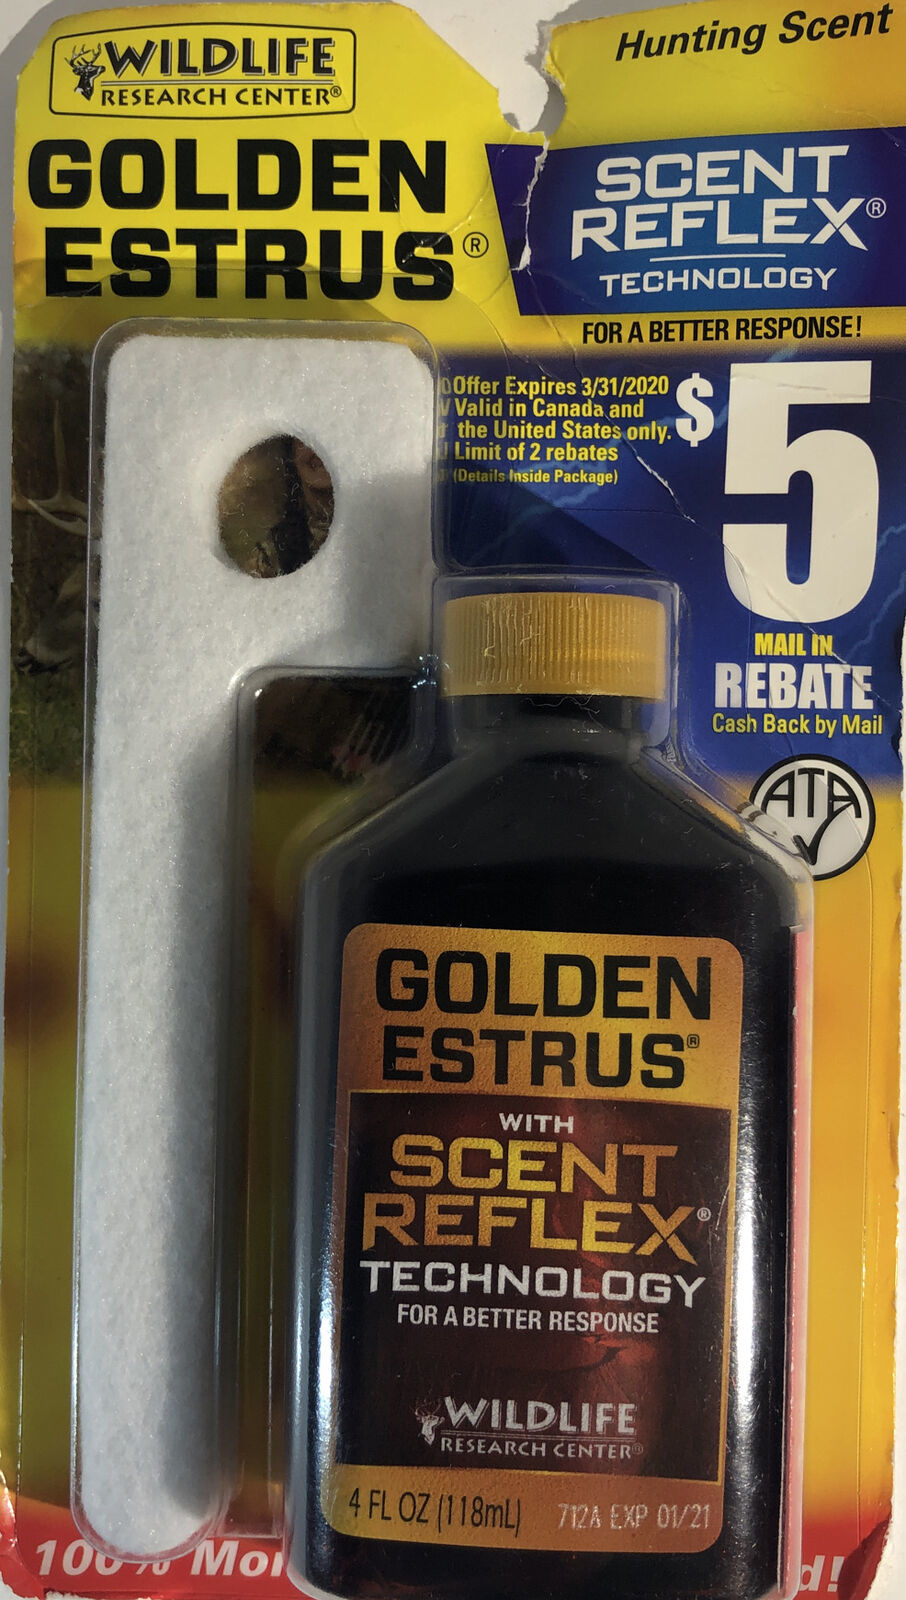 WILDLIFE
RESEARCH CENTER®
Hunting Scent
GOLDEN
ESTRUS®
SCENT
REFLEX®
TECHNOLOGY
FOR A BETTER RESPONSE!
Offer Expires 3/31/2020
Valid in Canada and
the United States only.
Limit of 2 rebates
(Details Inside Package)
$5
MAIL IN
REBATE
Cash Back by Mail
ATA
GOLDEN
ESTRUS®
WITH
SCENT
REFLEX®
TECHNOLOGY
FOR A BETTER RESPONSE
WILDLIFE
RESEARCH CENTER®
4 FL OZ (118mL) 712A EXP 01/21
100%